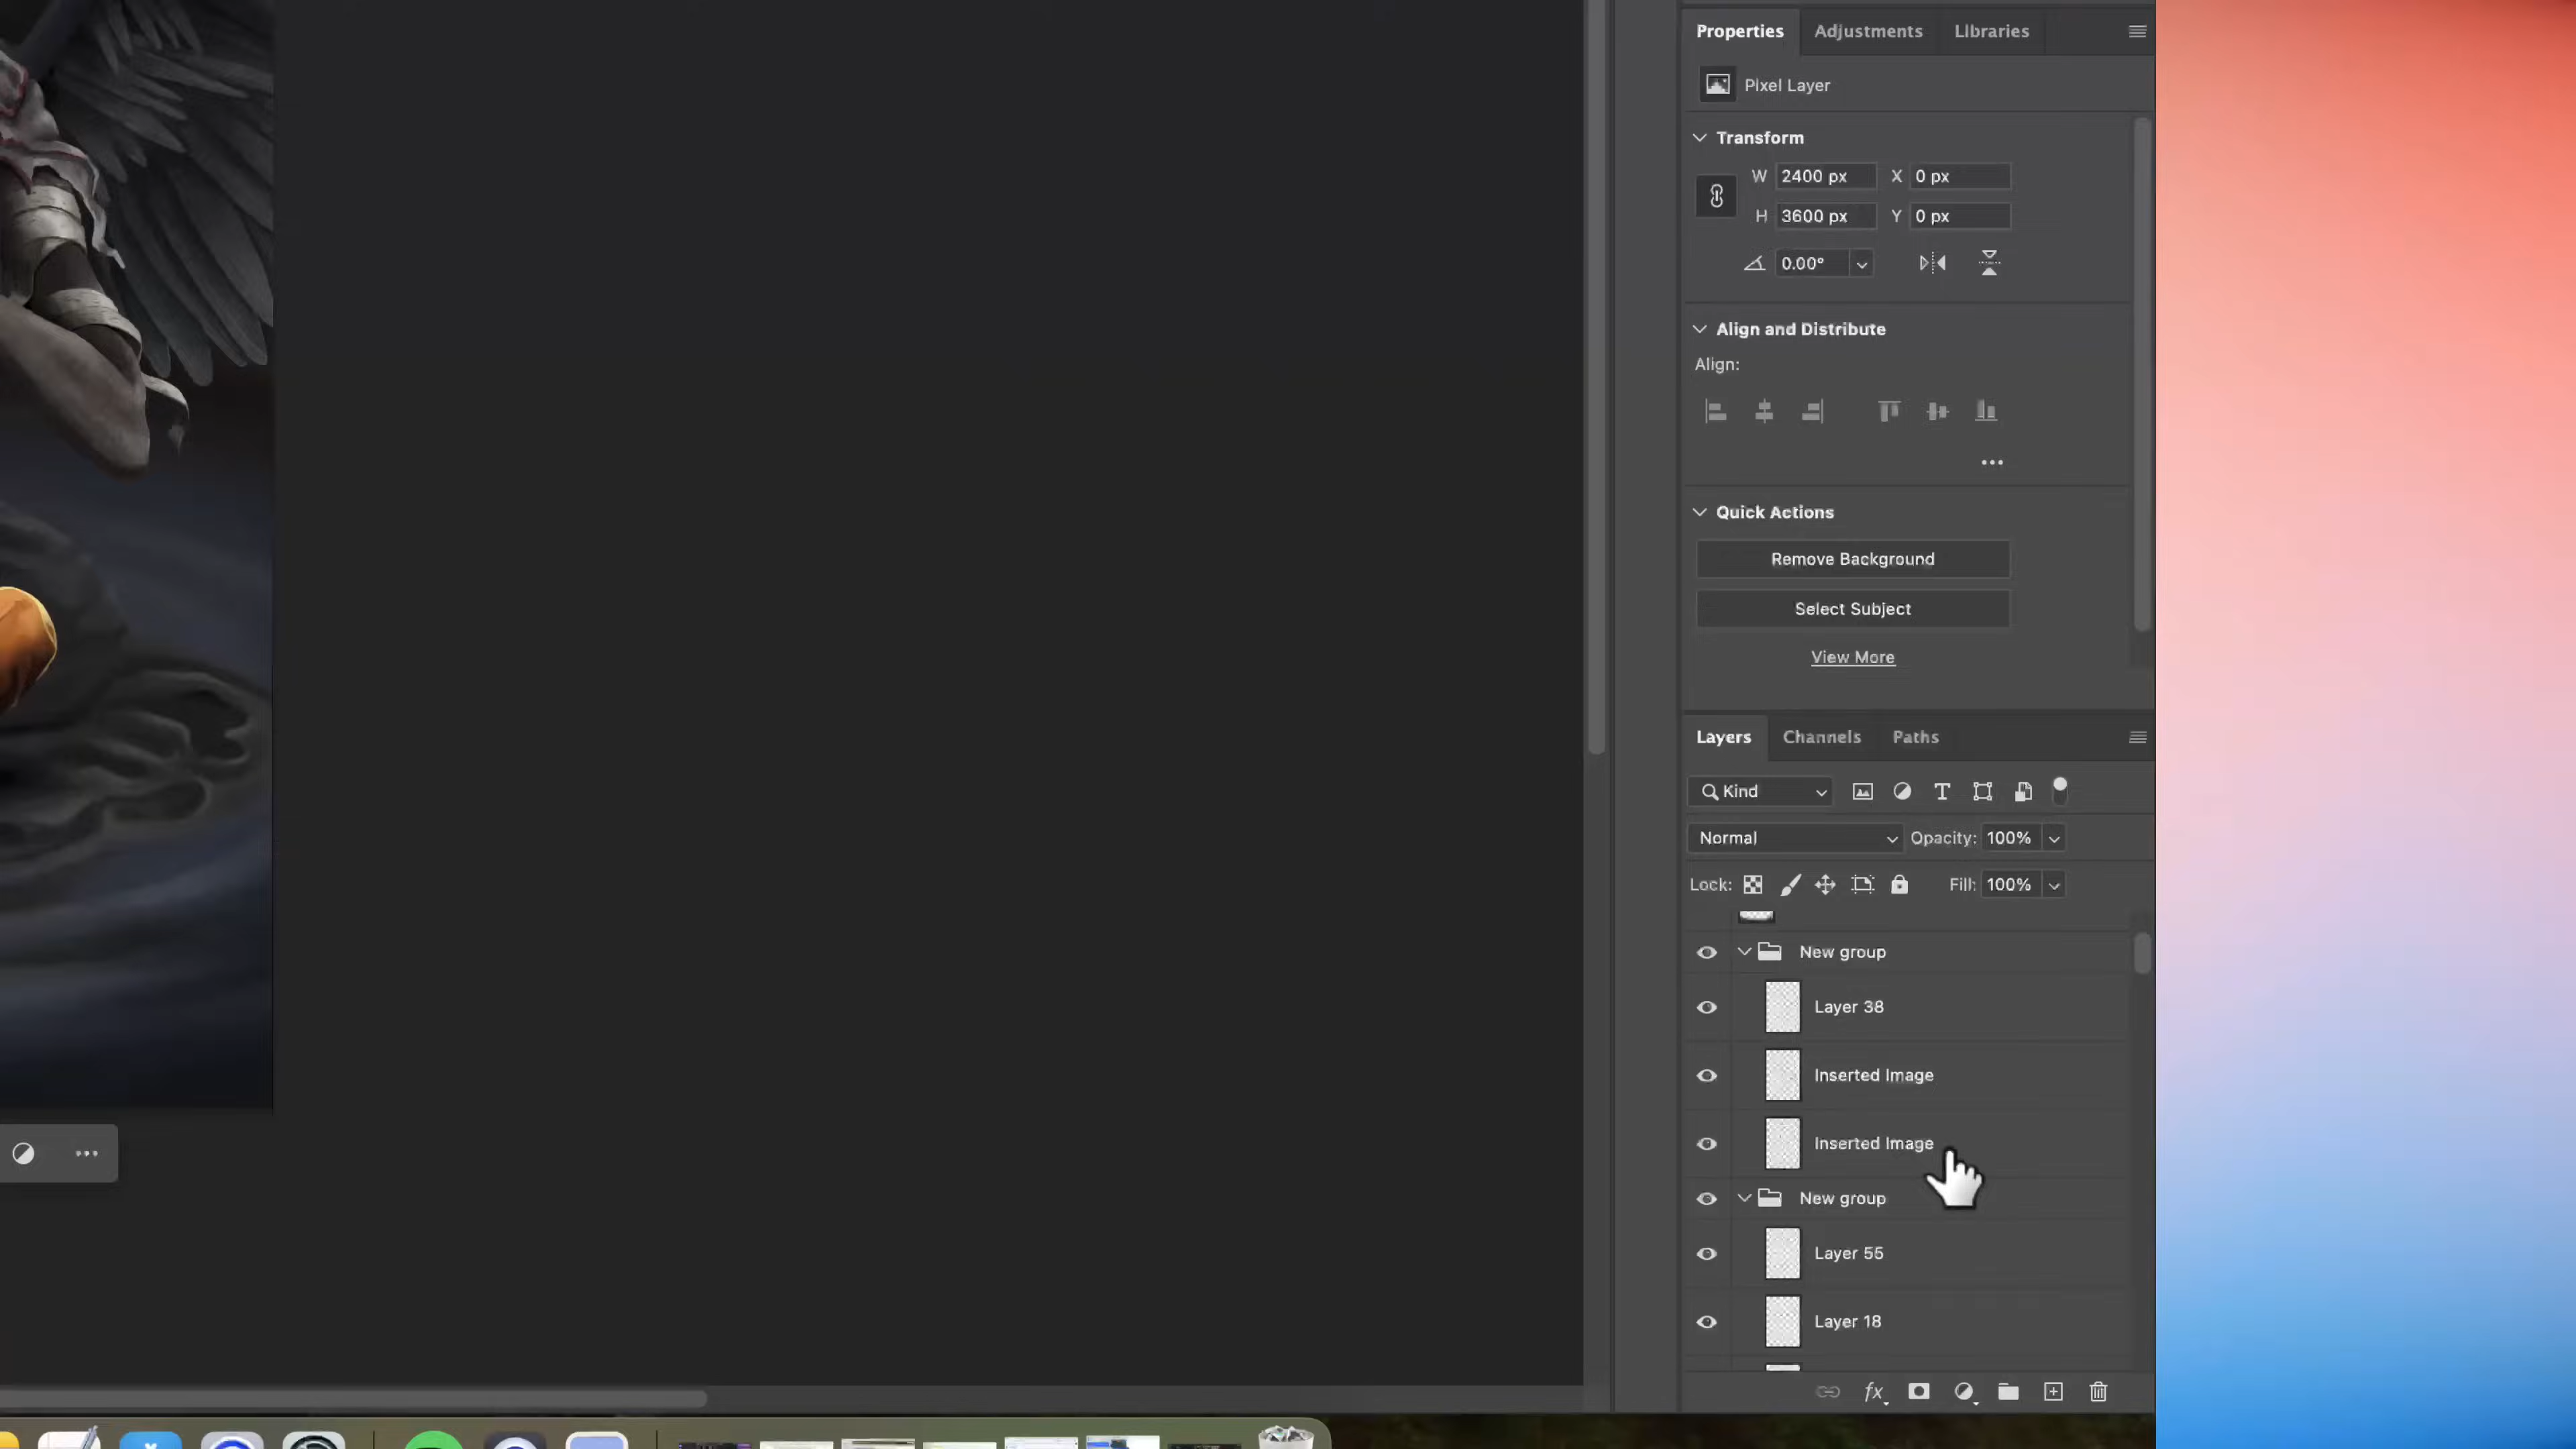 Properties Adjustments Libraries
Pixel Layer
Transform
W 2400 px X 0 px
H 3600 px Y 0 px
0.00°
Align and Distribute
Align:
Quick Actions
Remove Background
Select Subject
View More
Layers Channels Paths
Kind
Normal Opacity: 100%
Lock: Fill: 100%
New group
Layer 38
Inserted Image
Inserted Image
New group
Layer 55
Layer 18
fx